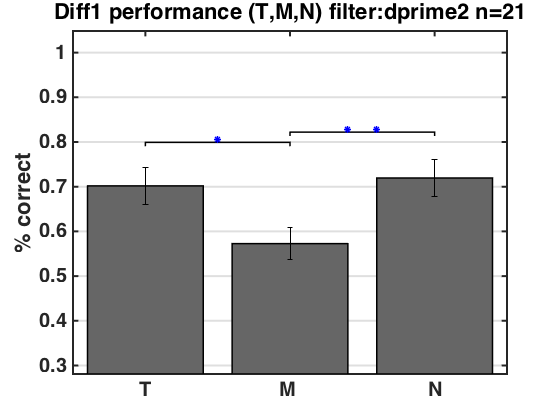 Diff1 performance (T,M,N) filter:dprime2 n=21
% correct
1
0.9
0.8
0.7
0.6
0.5
0.4
0.3
* * *
T M N